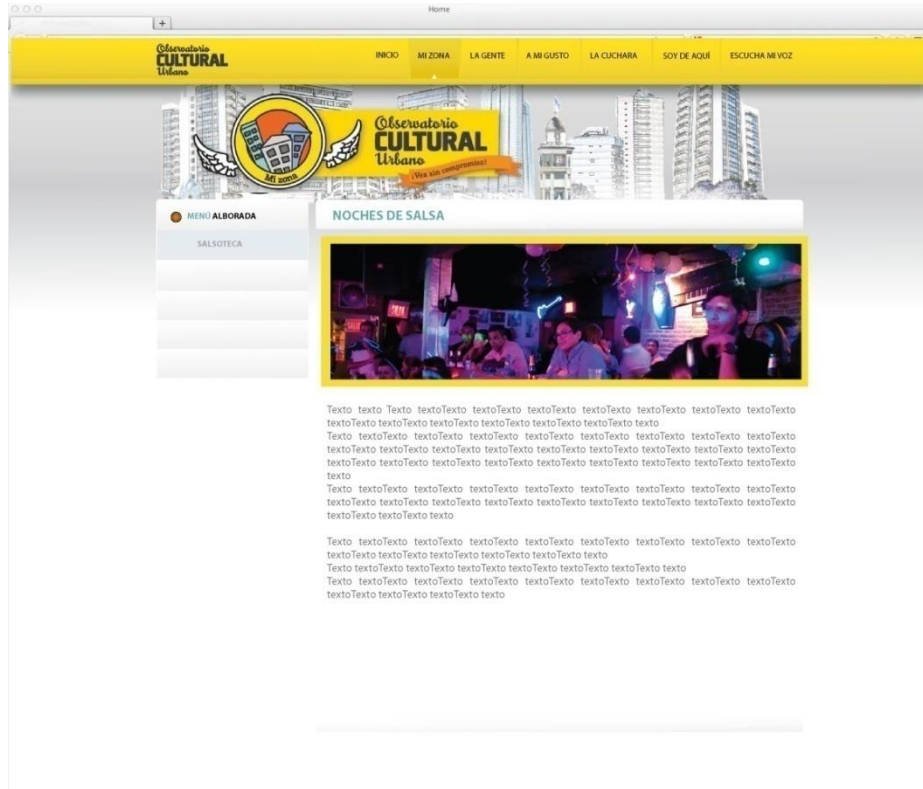 Home
+
Observatorio
CULTURAL
Urbano
INICIO MI ZONA LA GENTE A MI GUSTO LA CUCHARA SOY DE AQUÍ ESCUCHA MI VOZ
Observatorio
CULTURAL
Urbano
¡Vea sin compromiso!
Mi zona
MENÚ ALBORADA
SALSOTECA
NOCHES DE SALSA
Texto texto Texto textoTexto textoTexto textoTexto textoTexto textoTexto textoTexto textoTexto
textoTexto textoTexto textoTexto textoTexto textoTexto textoTexto texto
Texto textoTexto textoTexto textoTexto textoTexto textoTexto textoTexto textoTexto textoTexto
textoTexto textoTexto textoTexto textoTexto textoTexto textoTexto textoTexto textoTexto textoTexto
textoTexto textoTexto textoTexto textoTexto textoTexto textoTexto textoTexto textoTexto textoTexto
texto
Texto textoTexto textoTexto textoTexto textoTexto textoTexto textoTexto textoTexto textoTexto
textoTexto textoTexto textoTexto textoTexto textoTexto textoTexto textoTexto textoTexto textoTexto
textoTexto textoTexto texto
Texto textoTexto textoTexto textoTexto textoTexto textoTexto textoTexto textoTexto textoTexto
textoTexto textoTexto textoTexto textoTexto textoTexto texto
Texto textoTexto textoTexto textoTexto textoTexto textoTexto textoTexto texto
Texto textoTexto textoTexto textoTexto textoTexto textoTexto textoTexto textoTexto textoTexto
textoTexto textoTexto textoTexto texto